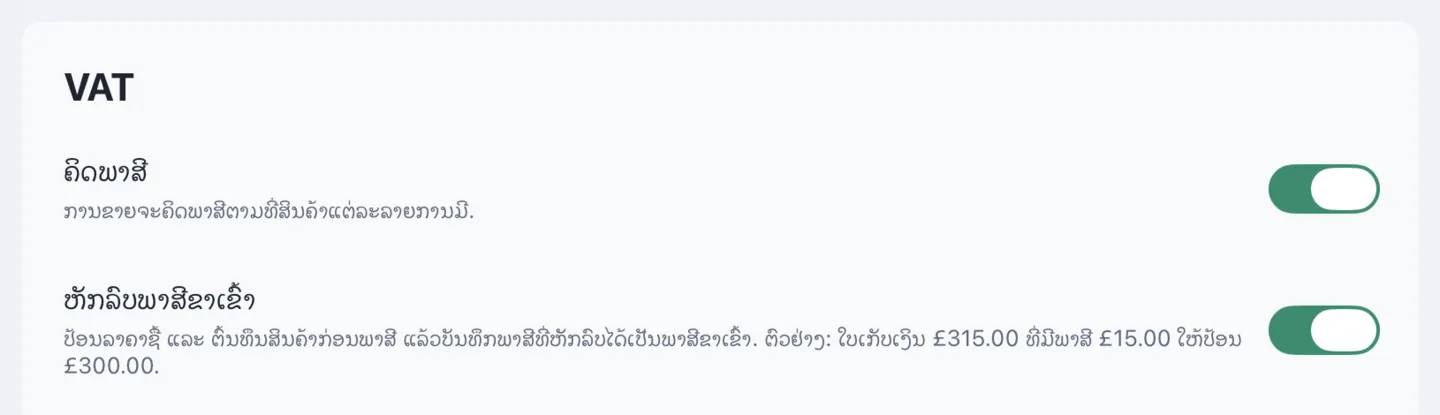 VAT
ຄິດພາສີ
ການຂາຍຈະຄິດພາສີຕາມທີ່ສິນຄ້າແຕ່ລະລາຍການມີ.
ຫັກລົບພາສີຂາເຂົ້າ
ປ້ອນລາຄາຊື້ ແລະ ຕົ້ນທຶນສິນຄ້າກ່ອນພາສີ ແລ້ວບັນທຶກພາສີທີ່ຫັກລົບໄດ້ເປັນພາສີຂາເຂົ້າ. ຕົວຢ່າງ: ໃບເກັບເງິນ £315.00 ທີ່ມີພາສີ £15.00 ໃຫ້ປ້ອນ
£300.00.